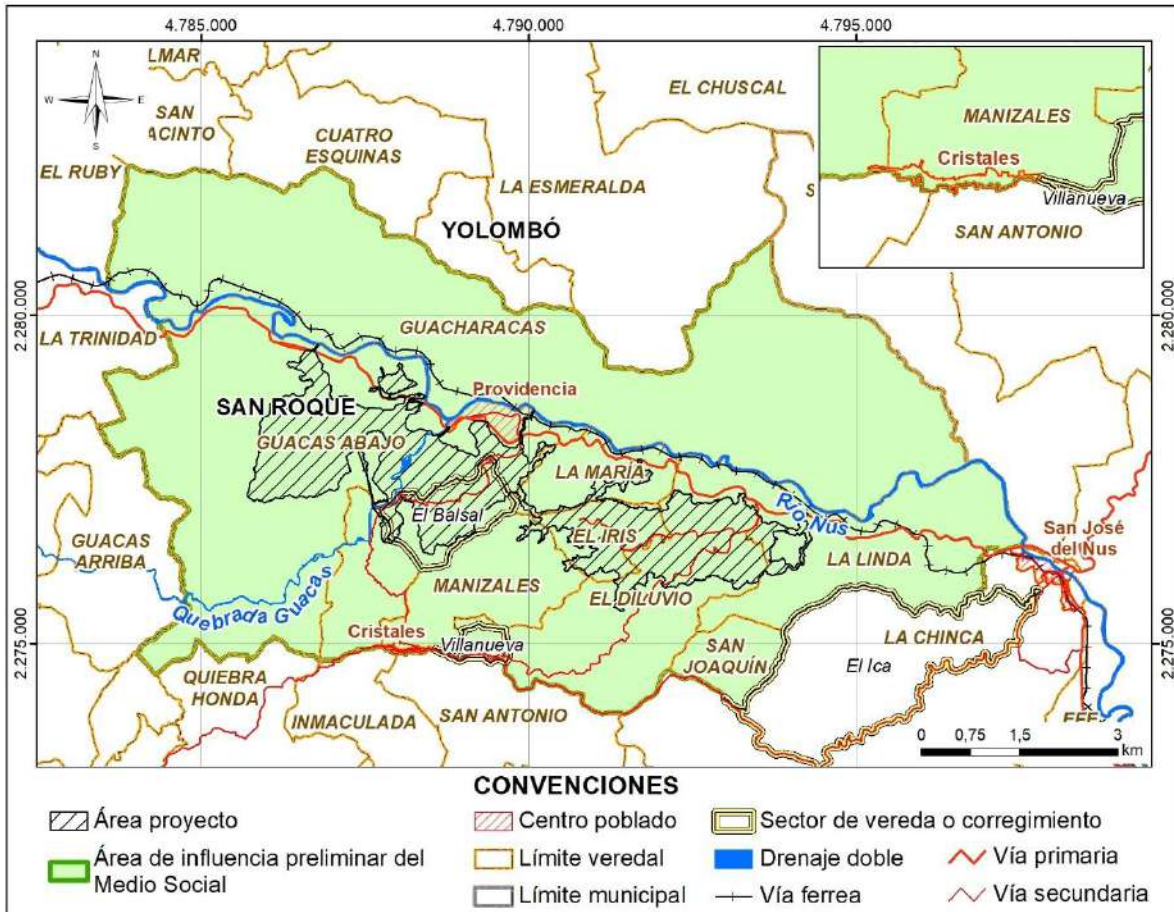 4.785.000
4.790.000
4.795.000
N
W
E
S
SAN
EL CHUSCAL
CUATRO
ESQUINAS
EL RUBY
LA ESMERALDA
YOLOMBÓ
MANIZALES
Cristales
Villanueva
SAN ANTONIO
2.280.000
2.280.000
LA TRINIDAD
GUACHARACAS
Providencia
SAN ROQUE
GUACAS ABAJO
LA MARÍA
El Balsal
Río Nus
EL IRIS
San José
del Nus
GUACAS
ARRIBA
LA LINDA
MANIZALES
EL DILUVIO
Quebrada Guacas
2.275.000
2.275.000
Cristales
Villanueva
SAN
JOAQUÍN
LA CHINCA
El Ica
QUIEBRA
HONDA
INMACULADA
SAN ANTONIO
0 0,75 1,5 3
km
CONVENCIONES
Área proyecto
Centro poblado
Sector de vereda o corregimiento
Área de influencia preliminar del
Medio Social
Límite veredal
Drenaje doble
Vía primaria
Límite municipal
Vía ferrea
Vía secundaria